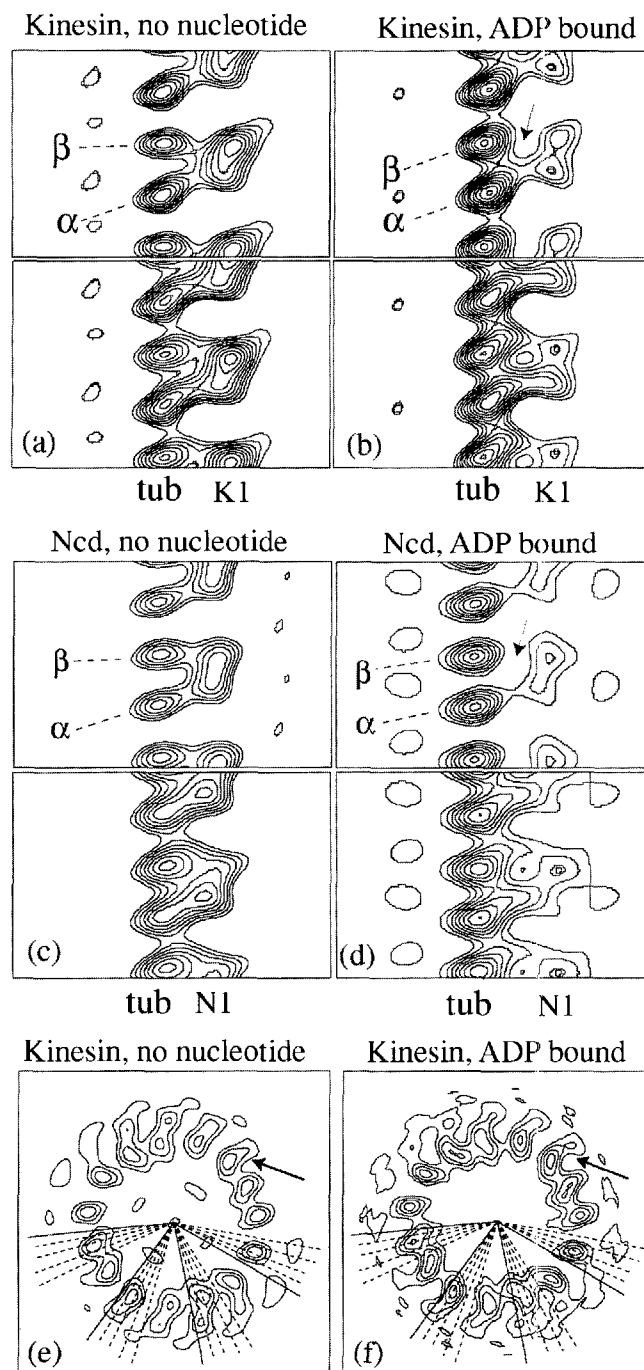 Kinesin, no nucleotide
Kinesin, ADP bound
β
α
β
α
(a)
(b)
tub K1
tub K1
Ncd, no nucleotide
Ncd, ADP bound
β
α
β
α
(c)
(d)
tub N1
tub N1
Kinesin, no nucleotide
Kinesin, ADP bound
(e)
(f)